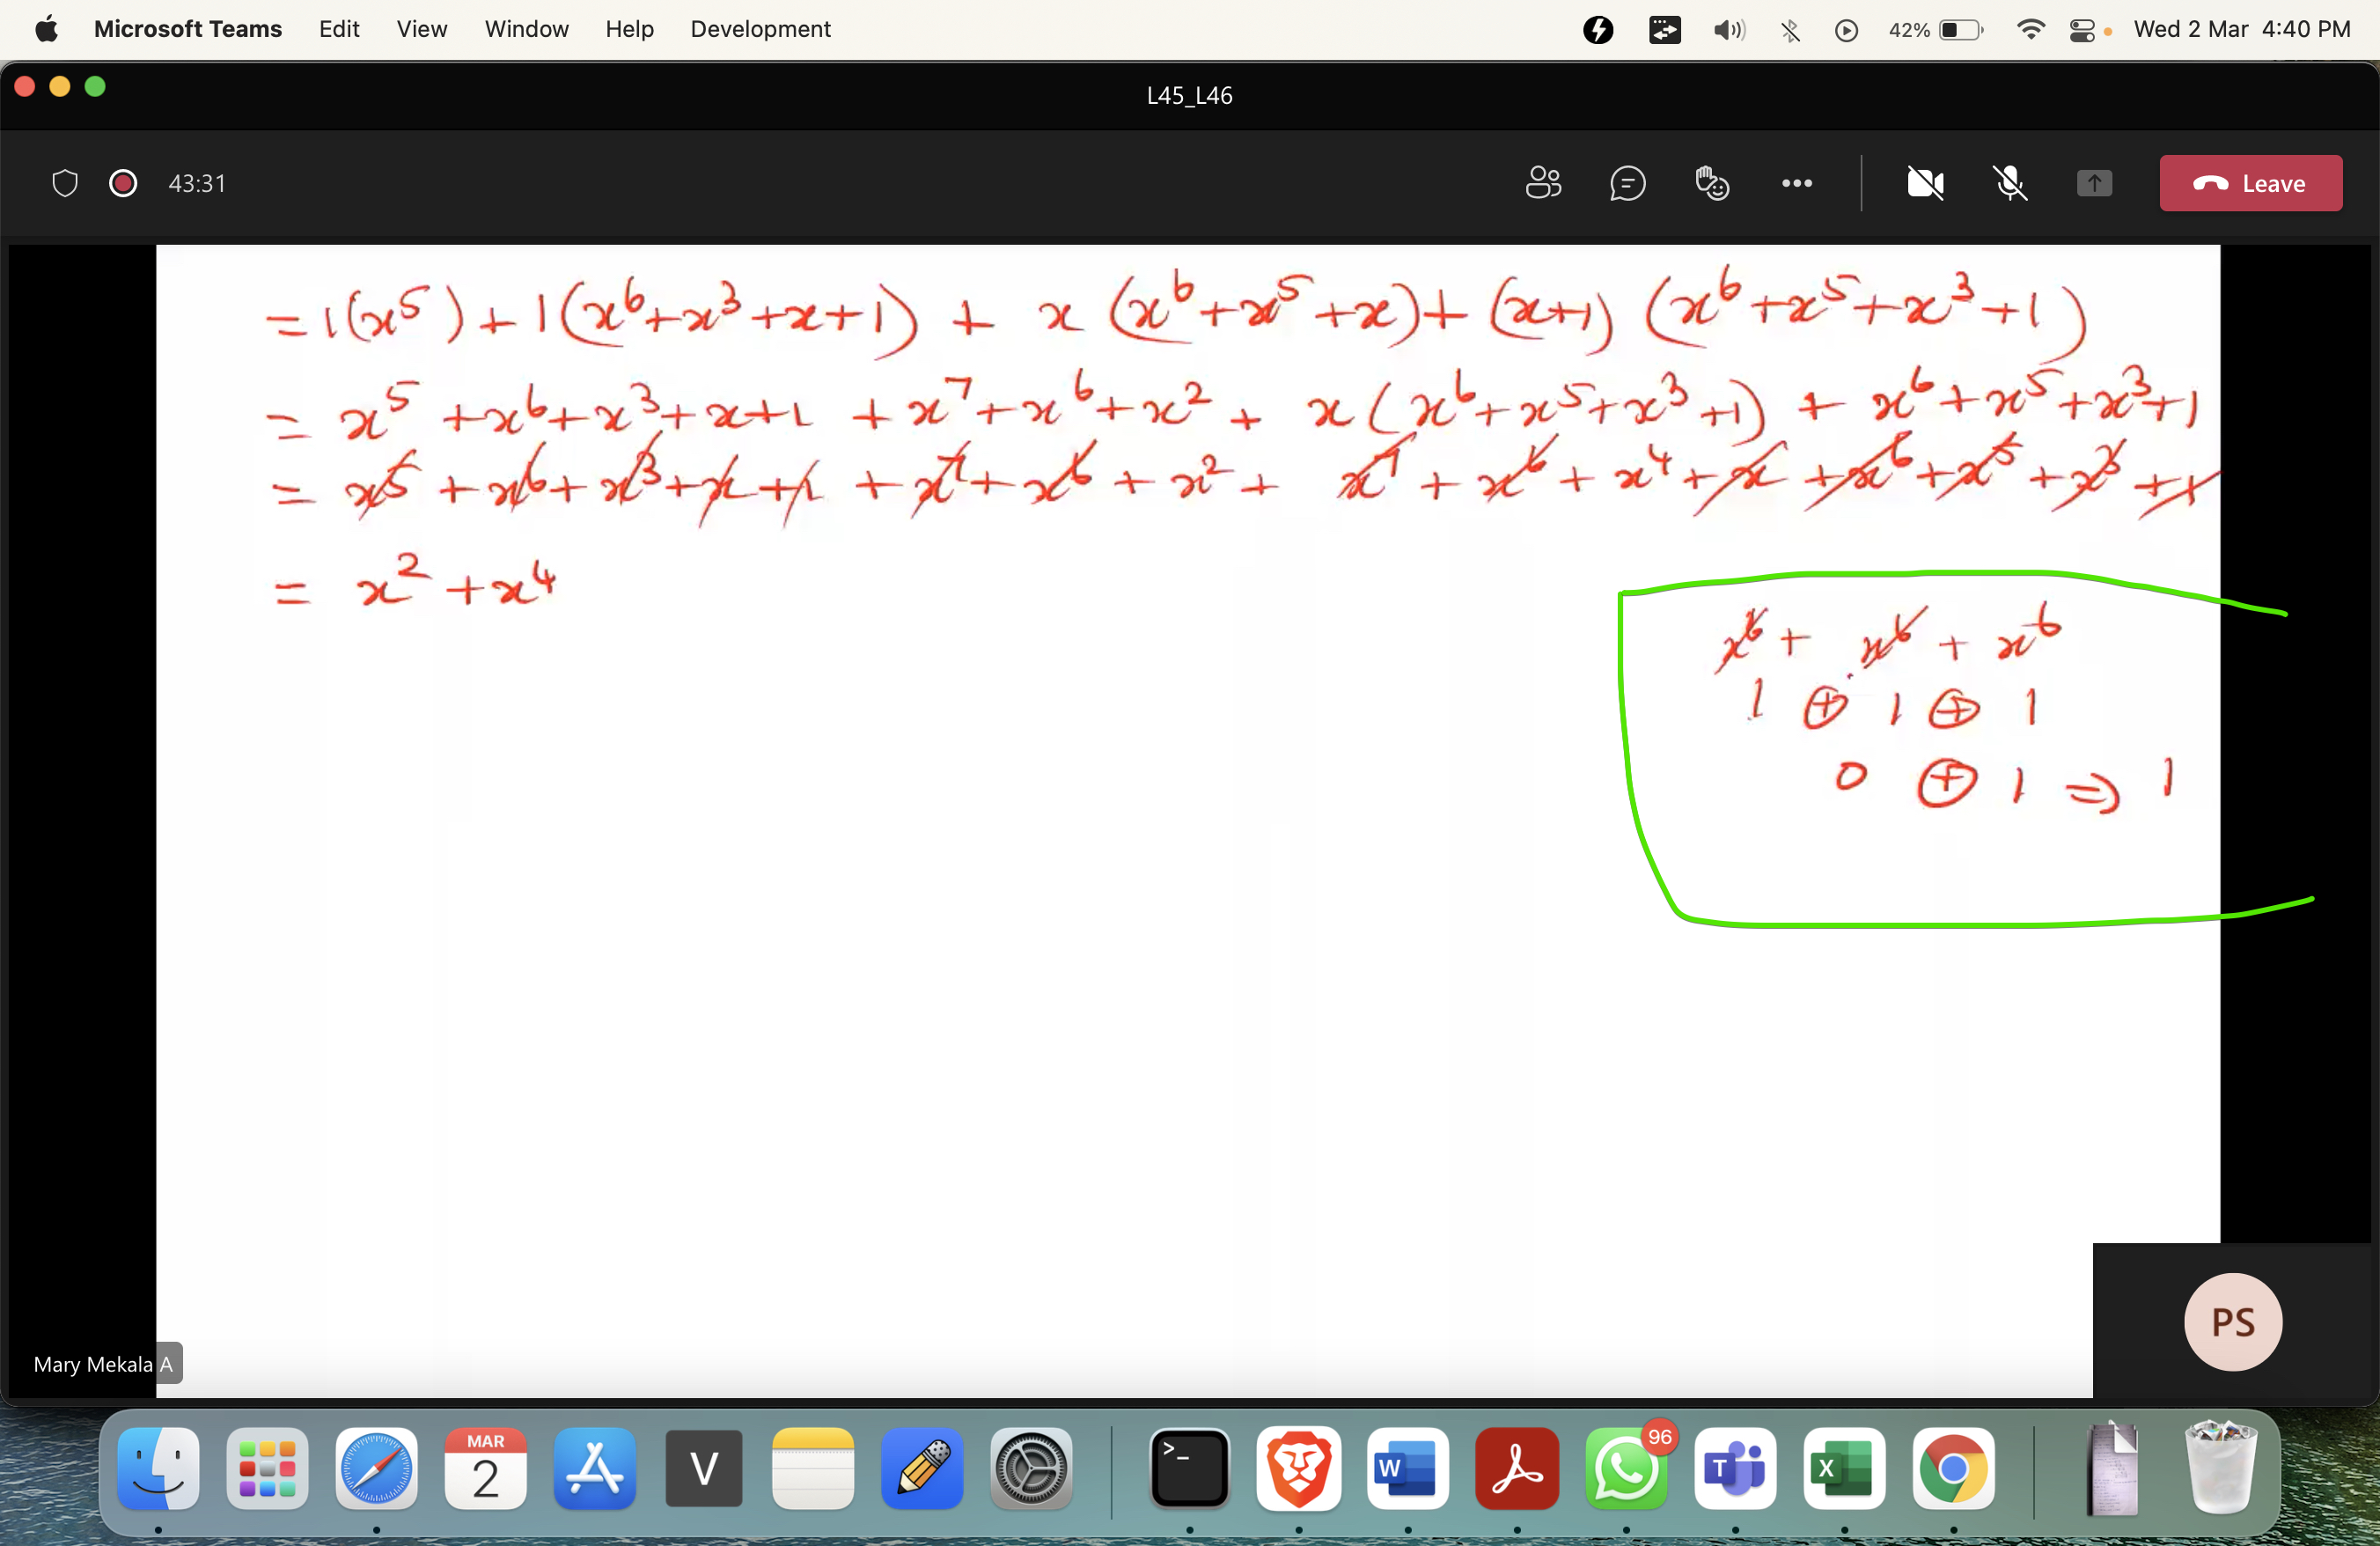 Microsoft Teams Edit View Window Help Development 42% Wed 2 Mar 4:40 PM
L45_L46
43:31 Leave
= 1(x⁵) + 1(x⁶+x³+x+1) + x (x⁶+x⁵+x) + (x+1) (x⁶+x⁵+x³+1)
= x⁵ +x⁶+x³+x+1 +x⁷+x⁶+x² + x(x⁶+x⁵+x³+1) + x⁶+x⁵+x³+1
= x⁵ +x⁶+x³+x+1 +x⁷+x⁶+x²+ x⁷+x⁶+x⁴+x +x⁶+x⁵+x³+1
= x² +x⁴
x⁶ + x⁶ + x⁶
1 ⊕ 1 ⊕ 1
0 ⊕ 1 ⇒ 1
PS
Mary Mekala A
MAR
2
V
>_
W
96
T
X